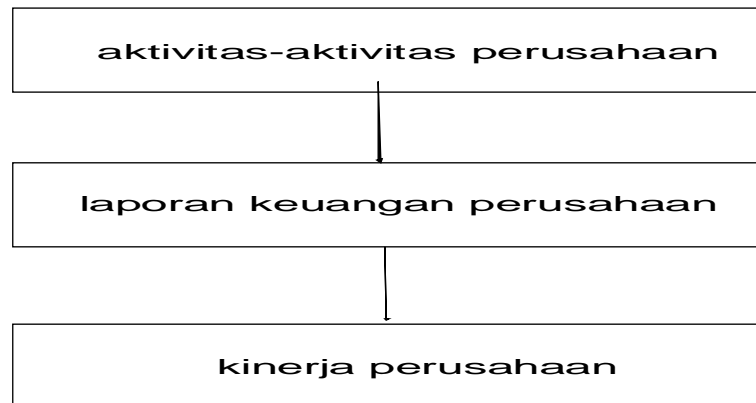 aktivitas-aktivitas perusahaan
laporan keuangan perusahaan
kinerja perusahaan